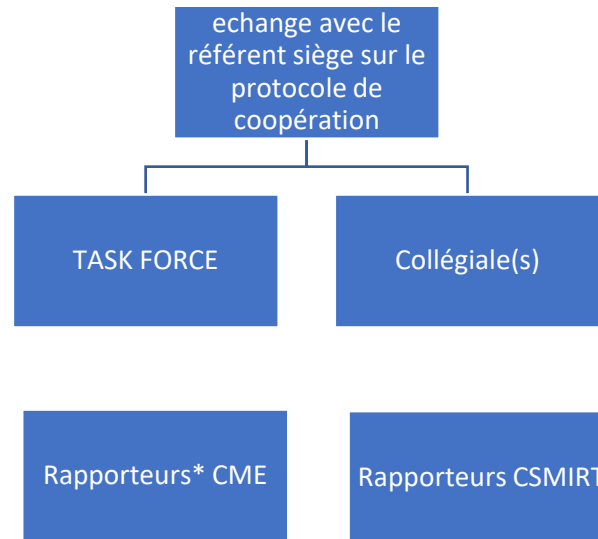 echange avec le
référent siège sur le
protocole de
coopération
TASK FORCE
Collégiale(s)
Rapporteurs* CME
Rapporteurs CSMIRT